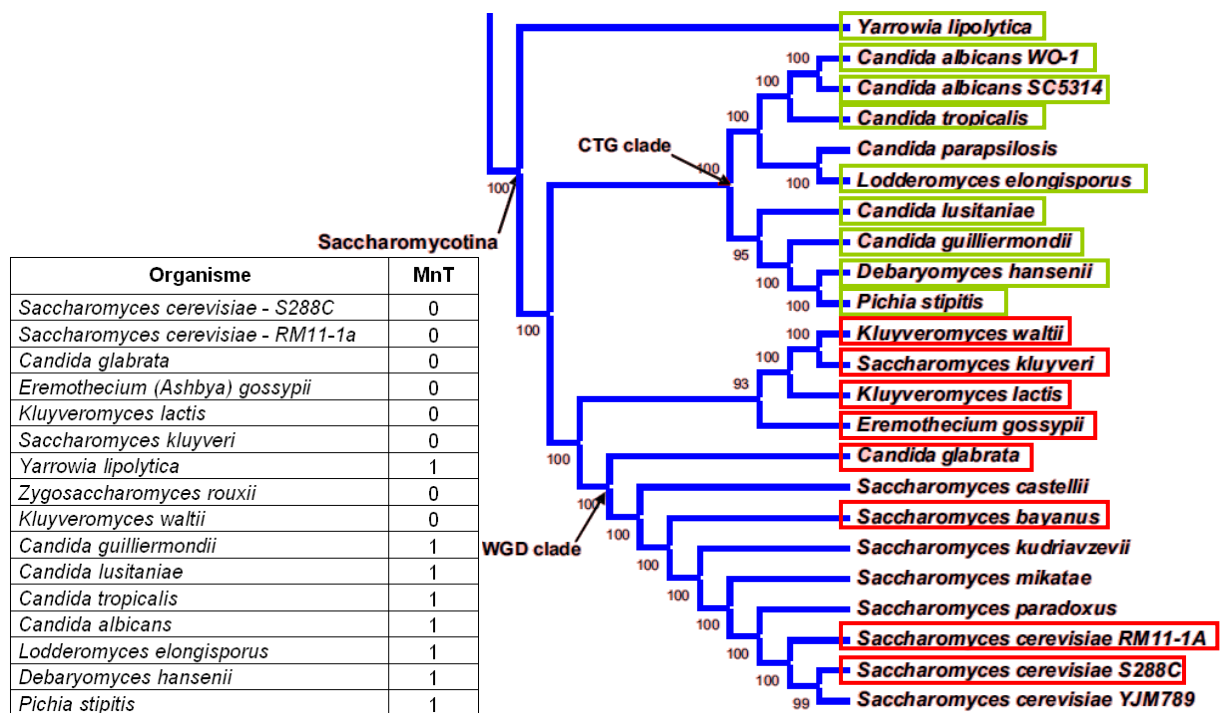 Yarrowia lipolytica
100
Candida albicans WO-1
100
Candida albicans SC5314
100
Candida tropicalis
CTG clade
100
Candida parapsilosis
100
Lodderomyces elongisporus
100
Candida lusitaniae
Saccharomycotina
95
Candida guilliermondii
100
Debaryomyces hansenii
100
Pichia stipitis
100
100
Kluyveromyces waltii
100
Saccharomyces kluyveri
93
Kluyveromyces lactis
Eremothecium gossypii
100
Candida glabrata
100
Saccharomyces castellii
100
Saccharomyces bayanus
WGD clade
100
Saccharomyces kudriavzevii
100
Saccharomyces mikatae
100
Saccharomyces paradoxus
100
Saccharomyces cerevisiae RM11-1A
100
Saccharomyces cerevisiae S288C
99
Saccharomyces cerevisiae YJM789
Organisme MnT
Saccharomyces cerevisiae - S288C 0
Saccharomyces cerevisiae - RM11-1a 0
Candida glabrata 0
Eremothecium (Ashbya) gossypii 0
Kluyveromyces lactis 0
Saccharomyces kluyveri 0
Yarrowia lipolytica 1
Zygosaccharomyces rouxii 0
Kluyveromyces waltii 0
Candida guilliermondii 1
Candida lusitaniae 1
Candida tropicalis 1
Candida albicans 1
Lodderomyces elongisporus 1
Debaryomyces hansenii 1
Pichia stipitis 1